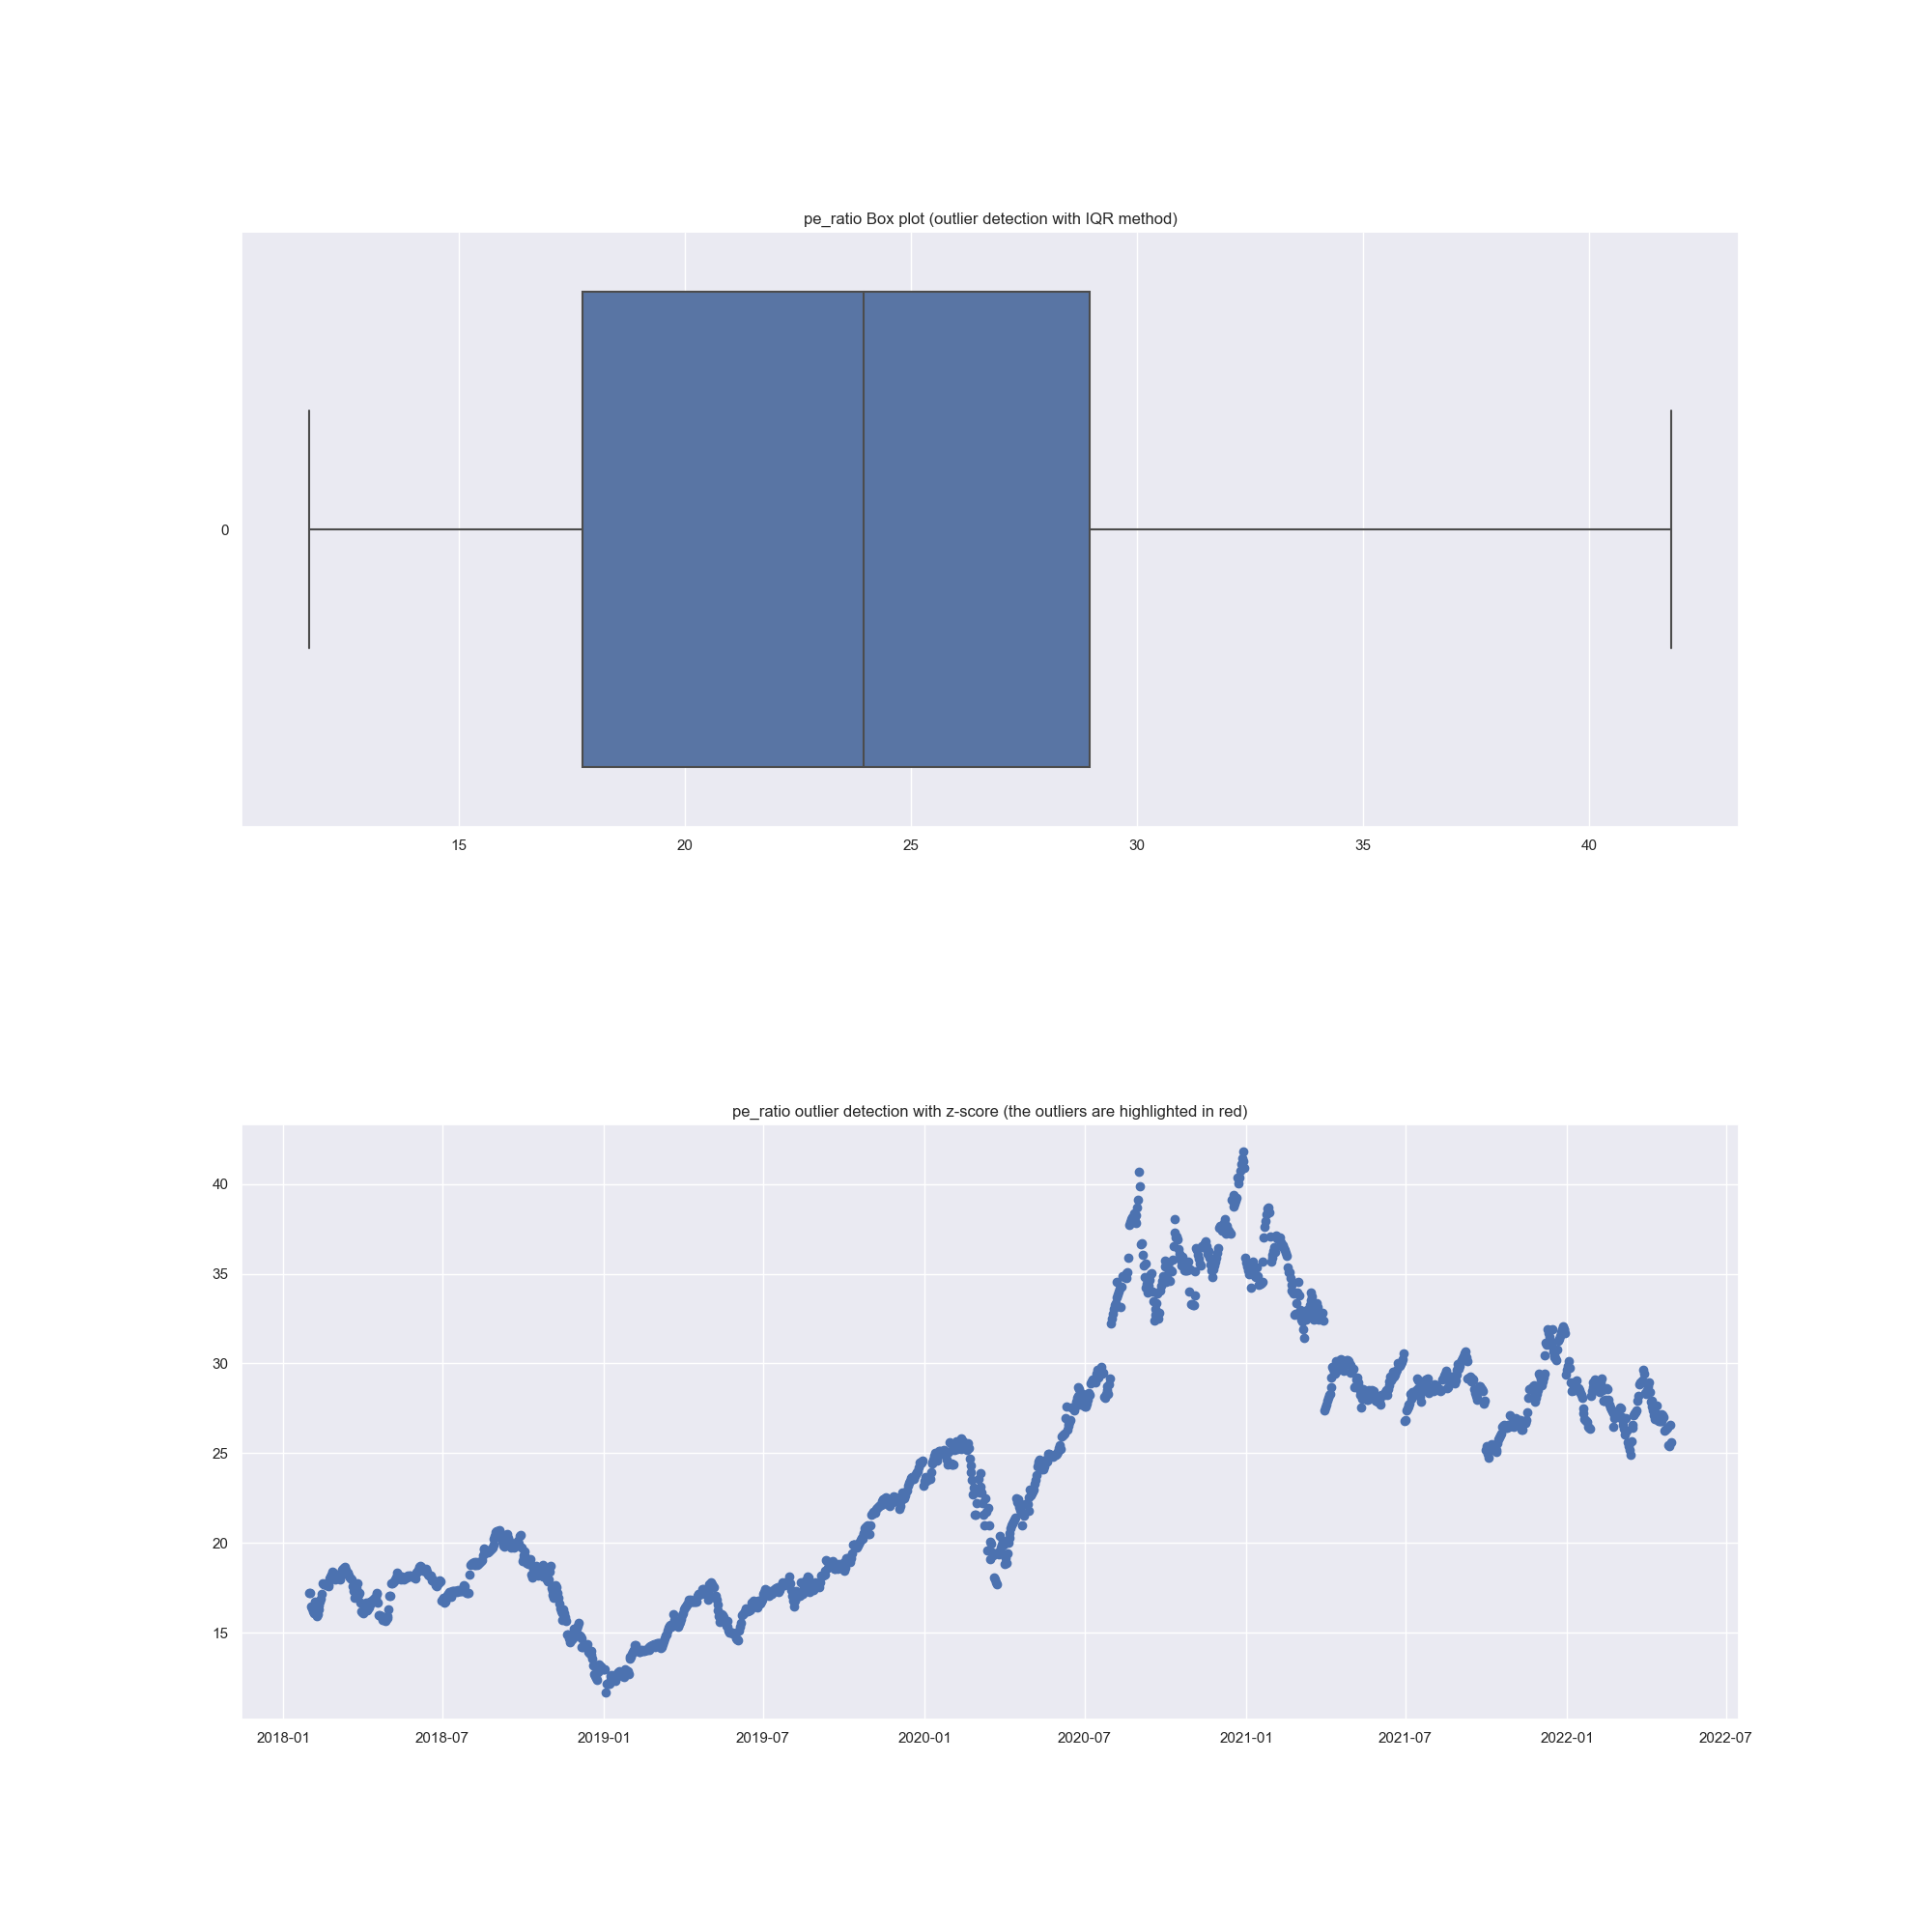 pe_ratio Box plot (outlier detection with IQR method)
0
15 20 25 30 35 40
pe_ratio outlier detection with z-score (the outliers are highlighted in red)
40
35
30
25
20
15
2018-01 2018-07 2019-01 2019-07 2020-01 2020-07 2021-01 2021-07 2022-01 2022-07